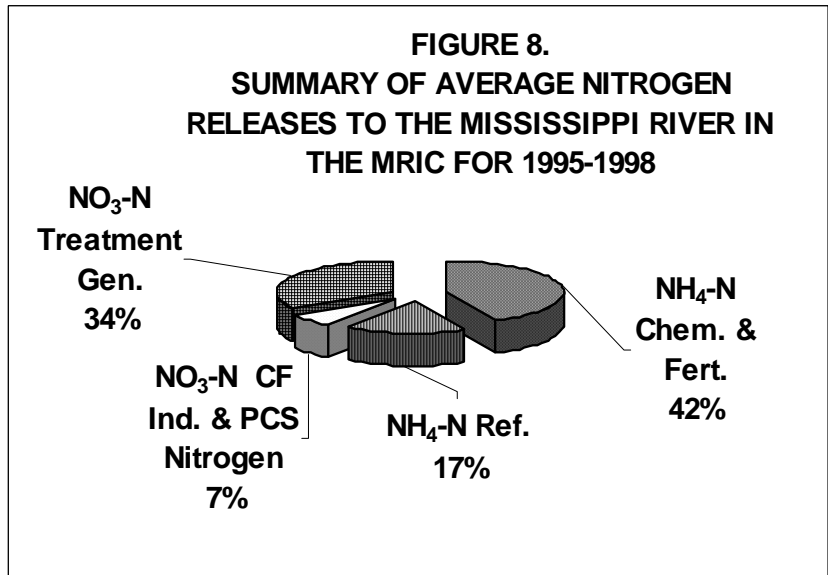 FIGURE 8.
SUMMARY OF AVERAGE NITROGEN
RELEASES TO THE MISSISSIPPI RIVER IN
THE MRIC FOR 1995-1998
NO₃-N
Treatment
Gen.
34%
NH₄-N
Chem. &
Fert.
42%
NO₃-N CF
Ind. & PCS
Nitrogen
7%
NH₄-N Ref.
17%